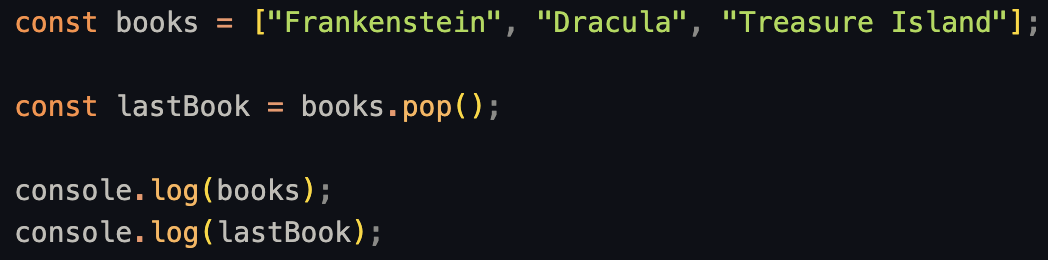 const books = ["Frankenstein", "Dracula", "Treasure Island"];
const lastBook = books.pop();
console.log(books);
console.log(lastBook);